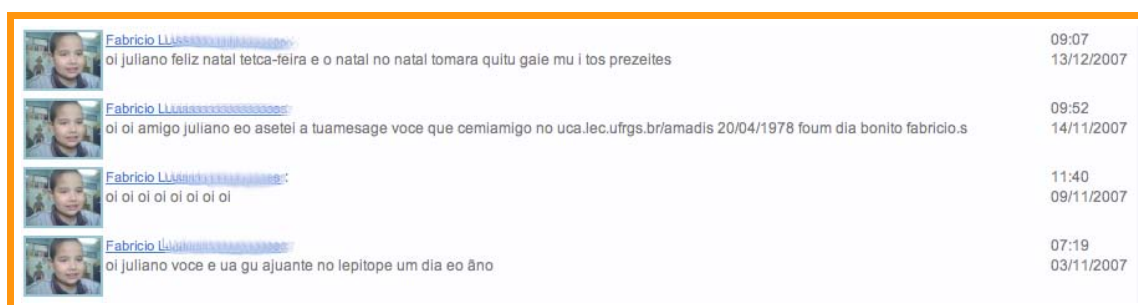 Fabricio 09:07
oi juliano feliz natal tetca-feira e o natal no natal tomara quitu gaie mu i tos prezeites 13/12/2007
Fabricio 09:52
oi oi amigo juliano eo asetei a tuamesage voce que cemiamigo no uca.lec.ufrgs.br/amadis 20/04/1978 foum dia bonito fabricio.s 14/11/2007
Fabricio : 11:40
oi oi oi oi oi oi oi oi 09/11/2007
Fabricio 07:19
oi juliano voce e ua gu ajuante no lepitope um dia eo âno 03/11/2007